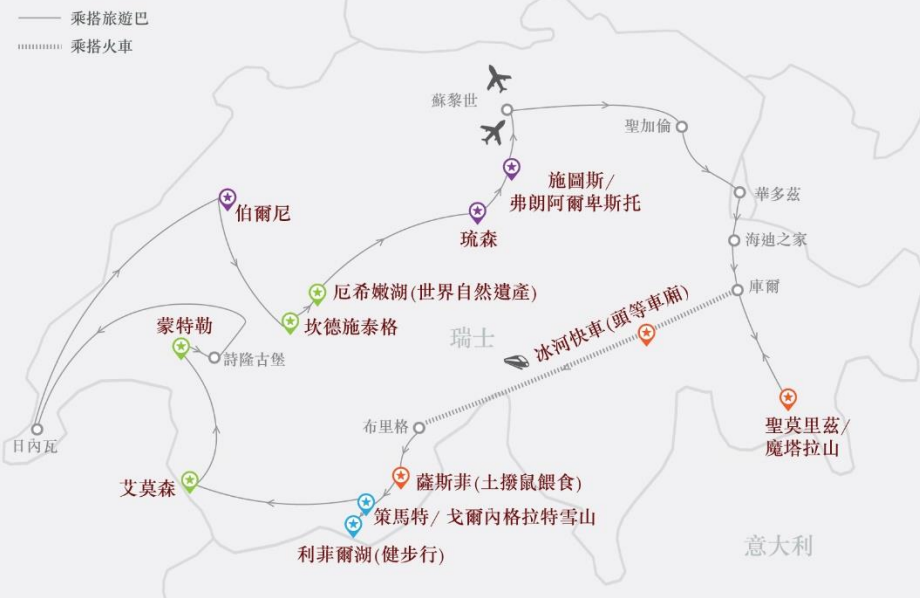 乘搭旅遊巴
乘搭火車
蘇黎世
聖加倫
施圖斯/
弗朗阿爾卑斯托
華多茲
伯爾尼
琉森
海迪之家
厄希嫩湖(世界自然遺產)
庫爾
坎德施泰格
冰河快車(頭等車廂)
蒙特勒
瑞士
詩隆古堡
布里格
聖莫里茲/
魔塔拉山
日內瓦
艾莫森
薩斯菲(土撥鼠餵食)
策馬特/ 戈爾內格拉特雪山
利菲爾湖(健步行)
意大利